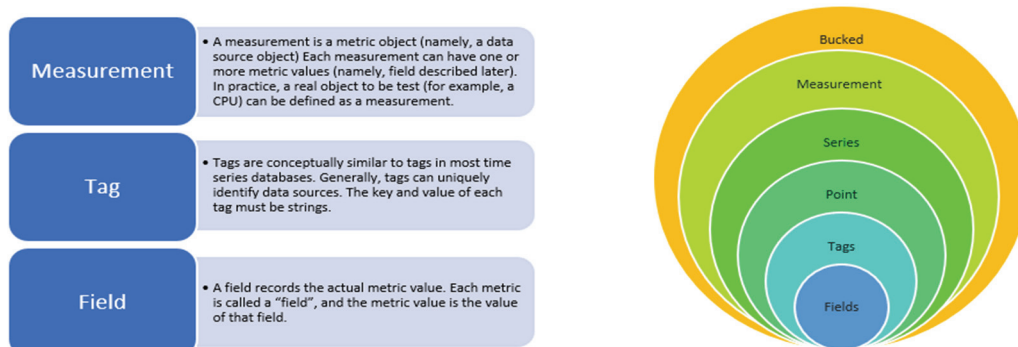 Measurement
• A measurement is a metric object (namely, a data
source object) Each measurement can have one or
more metric values (namely, field described later).
In practice, a real object to be test (for example, a
CPU) can be defined as a measurement.
Tag
• Tags are conceptually similar to tags in most time
series databases. Generally, tags can uniquely
identify data sources. The key and value of each
tag must be strings.
Field
• A field records the actual metric value. Each metric
is called a “field”, and the metric value is the value
of that field.
Bucked
Measurement
Series
Point
Tags
Fields